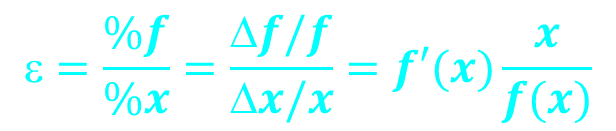 ε = %f / %x = (Δf/f) / (Δx/x) = f′(x) x / f(x)